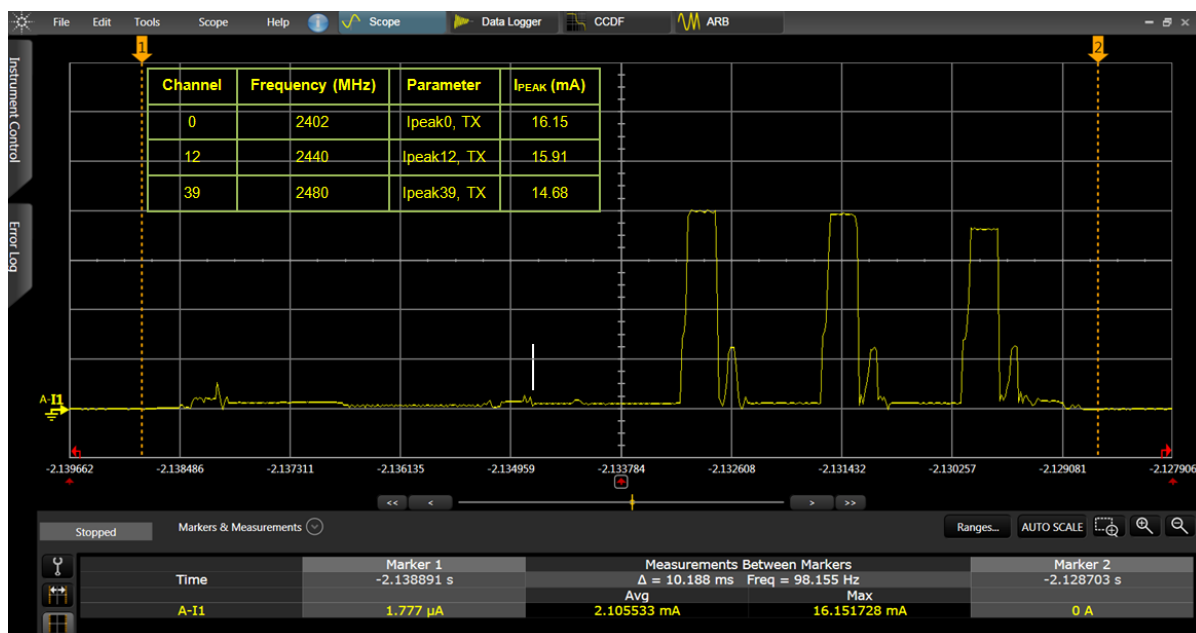 File Edit Tools Scope Help i Scope Data Logger CCDF ARB
1 2
Instrument Control
Error Log
Channel Frequency (MHz) Parameter IPEAK (mA)
0 2402 Ipeak0, TX 16.15
12 2440 Ipeak12, TX 15.91
39 2480 Ipeak39, TX 14.68
A-I1
-2.139662 -2.138486 -2.137311 -2.136135 -2.134959 -2.133784 -2.132608 -2.131432 -2.130257 -2.129081 -2.127906
<< < > >>
Stopped Markers & Measurements Ranges... AUTO SCALE
Marker 1 Measurements Between Markers Marker 2
Time -2.138891 s Δ = 10.188 ms Freq = 98.155 Hz -2.128703 s
Avg Max
A-I1 1.777 µA 2.105533 mA 16.151728 mA 0 A